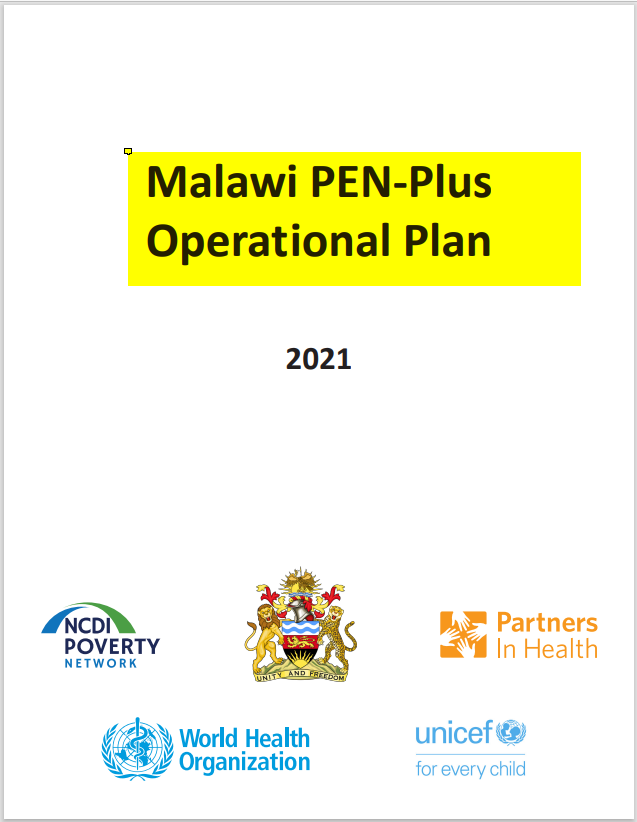 Malawi PEN-Plus
Operational Plan
2021
NCDI
POVERTY
NETWORK
UNITY AND FREEDOM
Partners
In Health
World Health
Organization
unicef
for every child